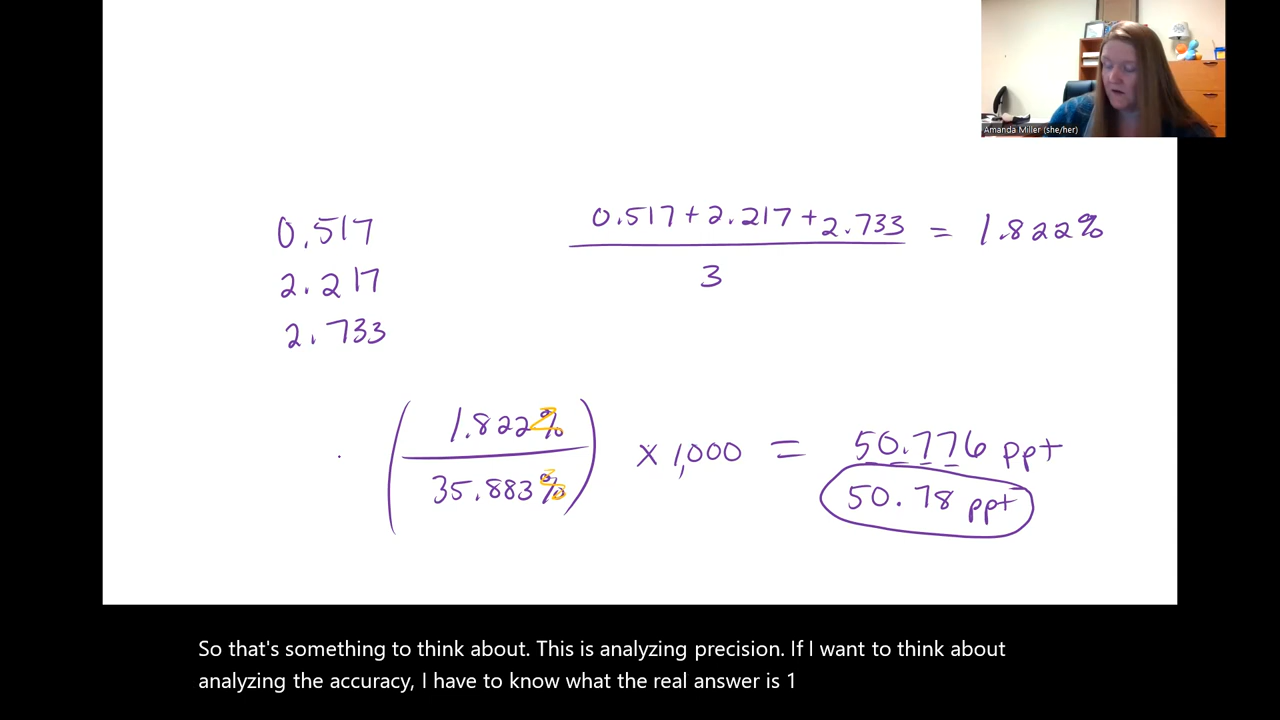 Amanda Miller (she/her)
0.517
2.217
2.733
0.517 + 2.217 + 2.733
3
= 1.822%
1.822%
35.883%
x 1,000 = 50.776 ppt
50.78 ppt
So that's something to think about. This is analyzing precision. If I want to think about
analyzing the accuracy, I have to know what the real answer is 1